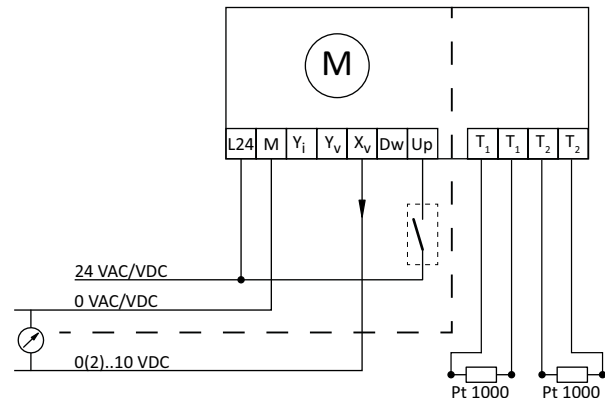 M
L24 M Yi Yv Xv Dw Up T1 T1 T2 T2
24 VAC/VDC
0 VAC/VDC
0(2)..10 VDC
Pt 1000 Pt 1000